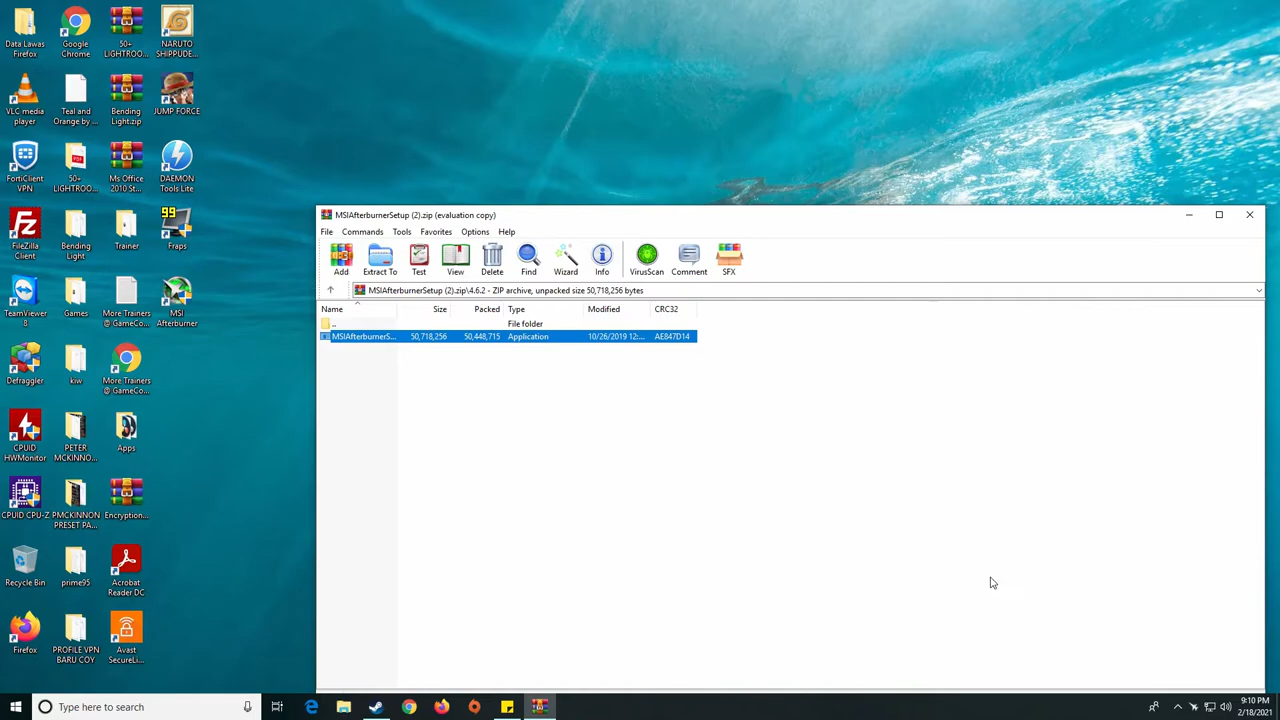 Data Lawas
Firefox
Google
Chrome
50+
LIGHTROO...
NARUTO
SHIPPUDE...
VLC media
player
Teal and
Orange by ...
Bending
Light.zip
JUMP FORCE
FortiClient
VPN
50+
LIGHTROO...
Ms Office
2010 St...
DAEMON
Tools Lite
99
FileZilla
Client
Bending
Light
Trainer
Fraps
TeamViewer
8
Games
More Trainers
@ GameCo...
MSI
Afterburner
Defraggler
kiw
More Trainers
@ GameCo...
CPUID
HWMonitor
PETER
MCKINNO...
Apps
CPUID CPU-Z
PMCKINNON
PRESET PA...
Encryption...
Recycle Bin
prime95
Acrobat
Reader DC
Firefox
PROFILE VPN
BARU COY
Avast
SecureLi...
MSIAfterburnerSetup (2).zip (evaluation copy)
File Commands Tools Favorites Options Help
Add Extract To Test View Delete Find Wizard Info VirusScan Comment SFX
MSIAfterburnerSetup (2).zip\4.6.2 - ZIP archive, unpacked size 50,718,256 bytes
Name Size Packed Type Modified CRC32
.. File folder
MSIAfterburnerS... 50,718,256 50,448,715 Application 10/26/2019 12:... AE847D14
Type here to search
9:10 PM
2/18/2021